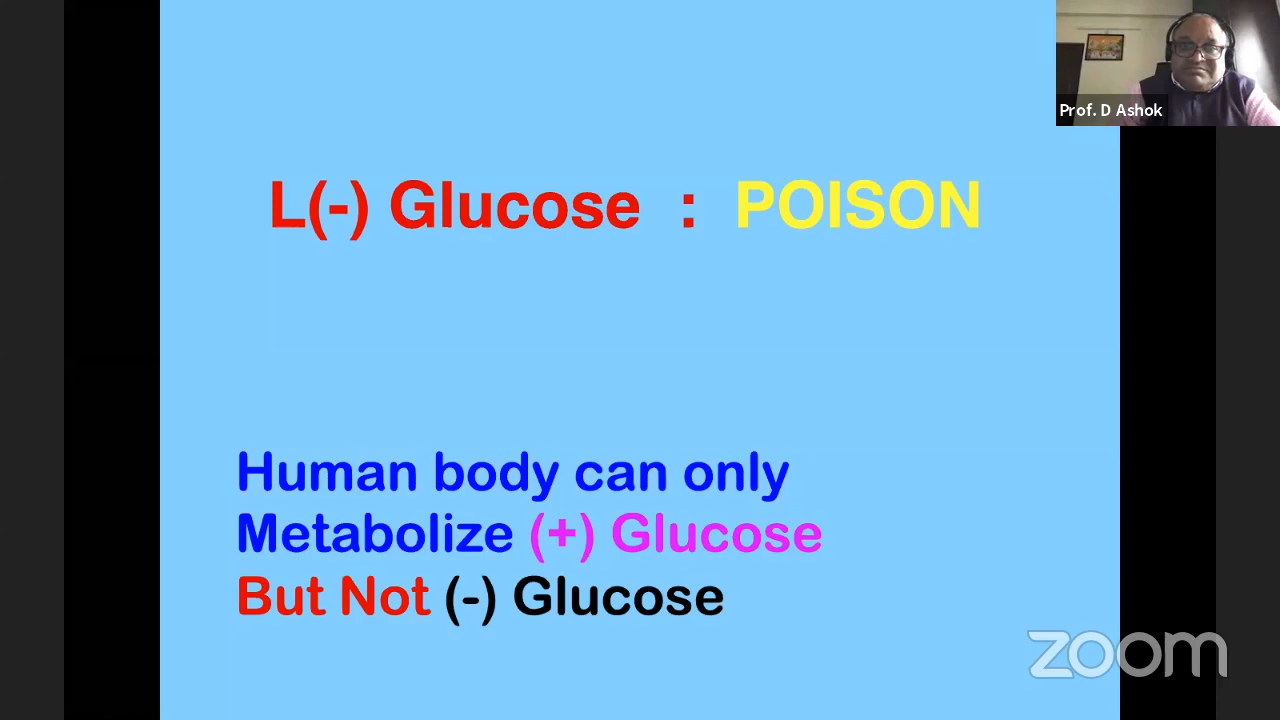 Prof. D Ashok
L(-) Glucose : POISON
Human body can only
Metabolize (+) Glucose
But Not (-) Glucose
zoom